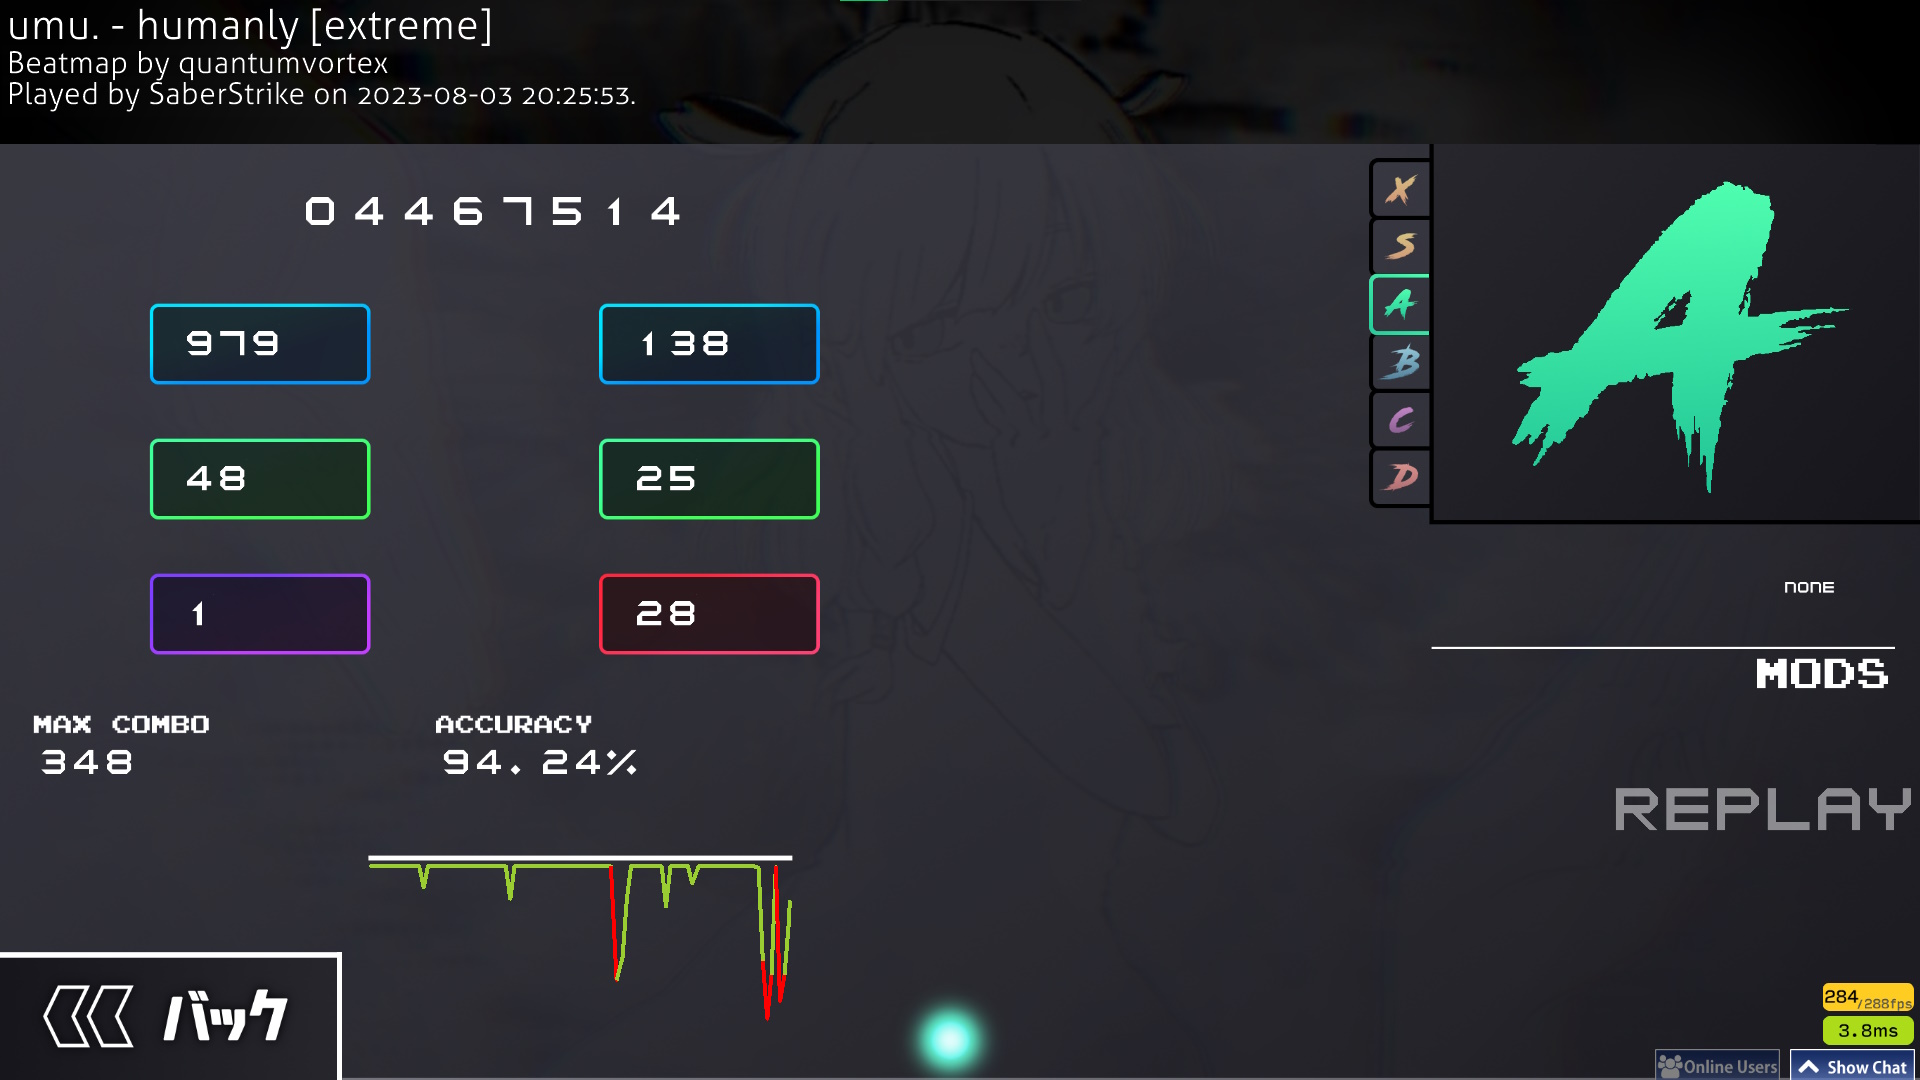 umu. - humanly [extreme]
Beatmap by quantumvortex
Played by SaberStrike on 2023-08-03 20:25:53.
04467514
979
138
48
25
1
28
MAX COMBO
348
ACCURACY
94.24%
X
S
A
B
C
D
A
NONE
MODS
REPLAY
バック
284/288fps
3.8ms
Online Users
Show Chat